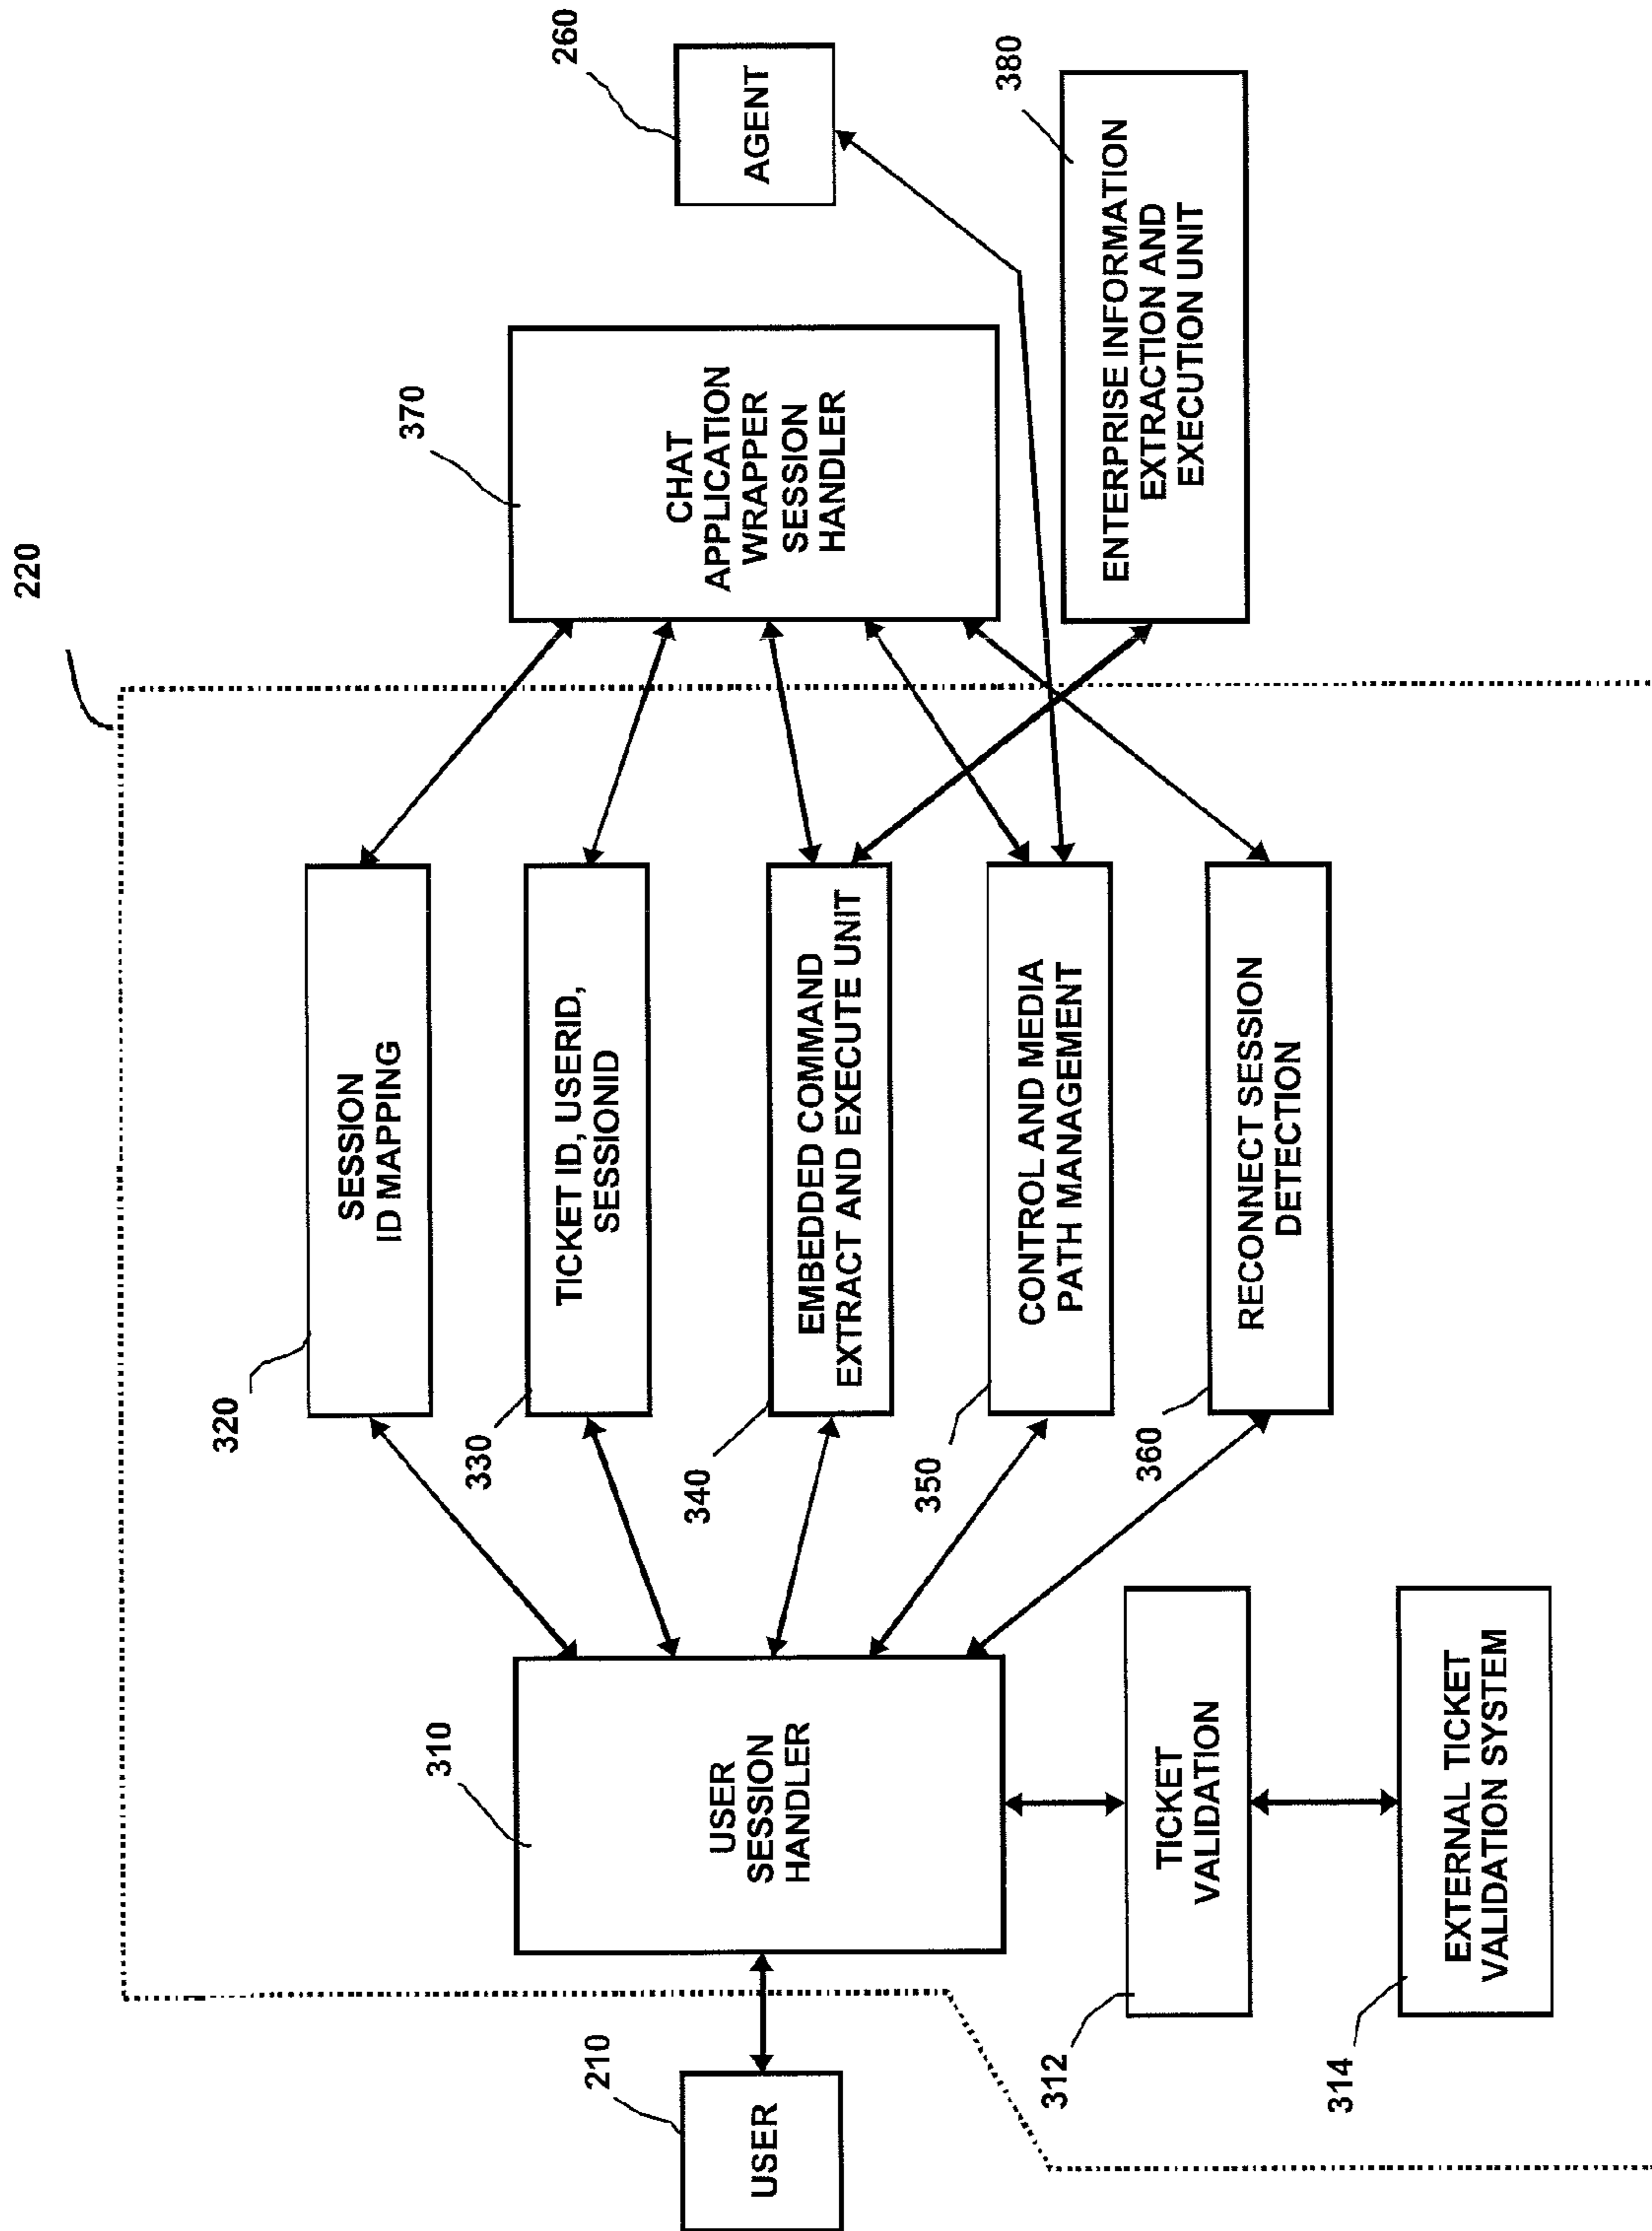 220
260
AGENT
380
ENTERPRISE INFORMATION
EXTRACTION AND
EXECUTION UNIT
370
CHAT
APPLICATION
WRAPPER
SESSION
HANDLER
320
SESSION
ID MAPPING
330
TICKET ID, USERID,
SESSIONID
340
EMBEDDED COMMAND
EXTRACT AND EXECUTE UNIT
350
CONTROL AND MEDIA
PATH MANAGEMENT
360
RECONNECT SESSION
DETECTION
310
USER
SESSION
HANDLER
312
TICKET
VALIDATION
314
EXTERNAL TICKET
VALIDATION SYSTEM
210
USER